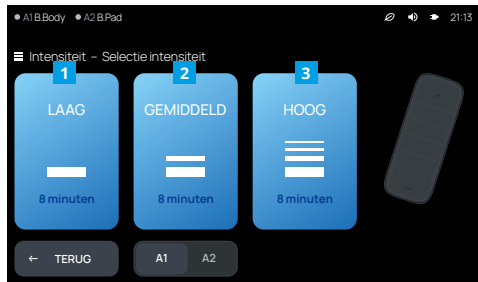 A1 B.Body A2 B.Pad 21:13
Intensiteit – Selectie intensiteit
1 2 3
LAAG GEMIDDELD HOOG
8 minuten 8 minuten 8 minuten
← TERUG A1 A2